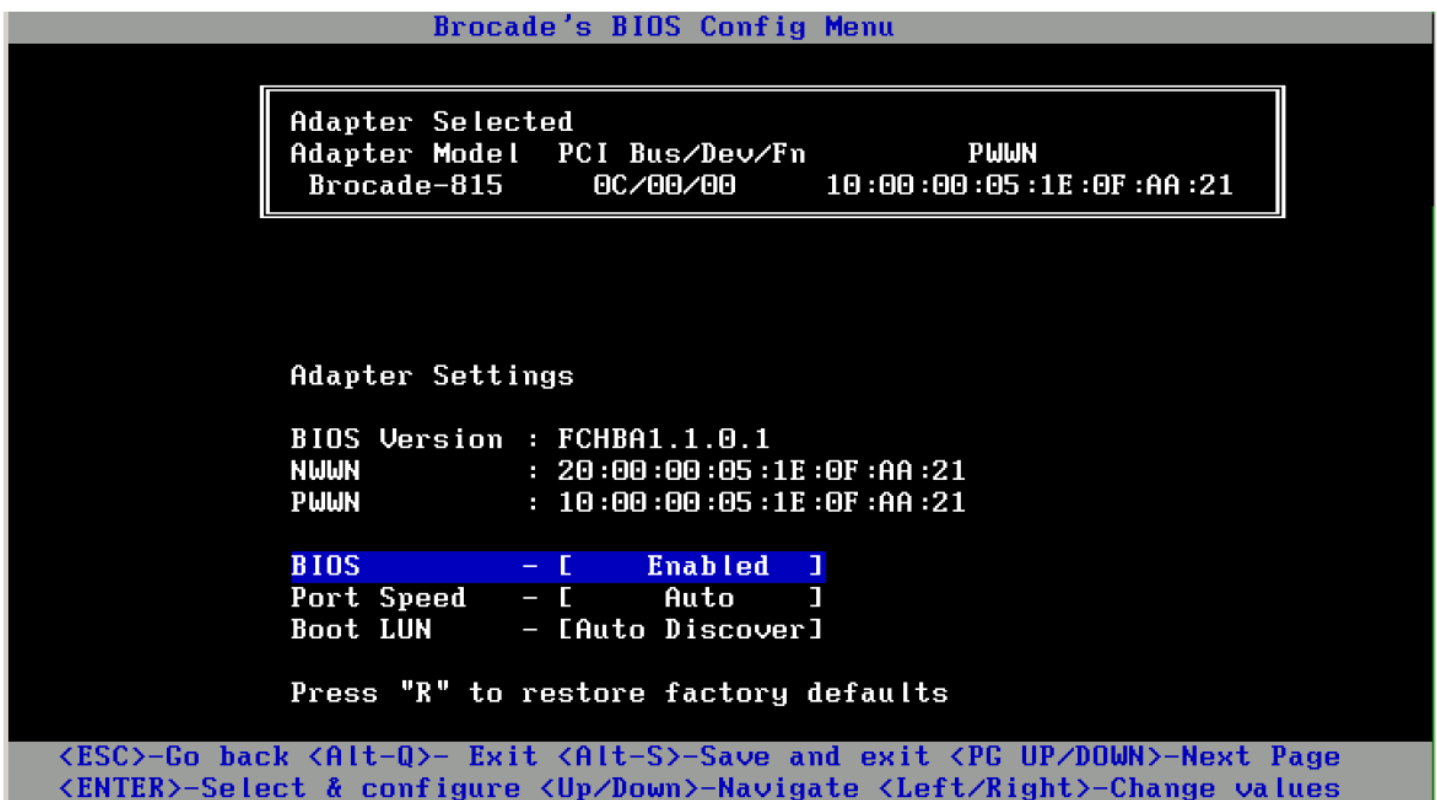 Brocade's BIOS Config Menu
Adapter Selected
Adapter Model PCI Bus/Dev/Fn PWWN
Brocade-815 0C/00/00 10:00:00:05:1E:0F:AA:21
Adapter Settings
BIOS Version : FCHBA1.1.0.1
NWWN : 20:00:00:05:1E:0F:AA:21
PWWN : 10:00:00:05:1E:0F:AA:21
BIOS - [ Enabled ]
Port Speed - [ Auto ]
Boot LUN - [Auto Discover]
Press "R" to restore factory defaults
<ESC>-Go back <Alt-Q>- Exit <Alt-S>-Save and exit <PG UP/DOWN>-Next Page
<ENTER>-Select & configure <Up/Down>-Navigate <Left/Right>-Change values